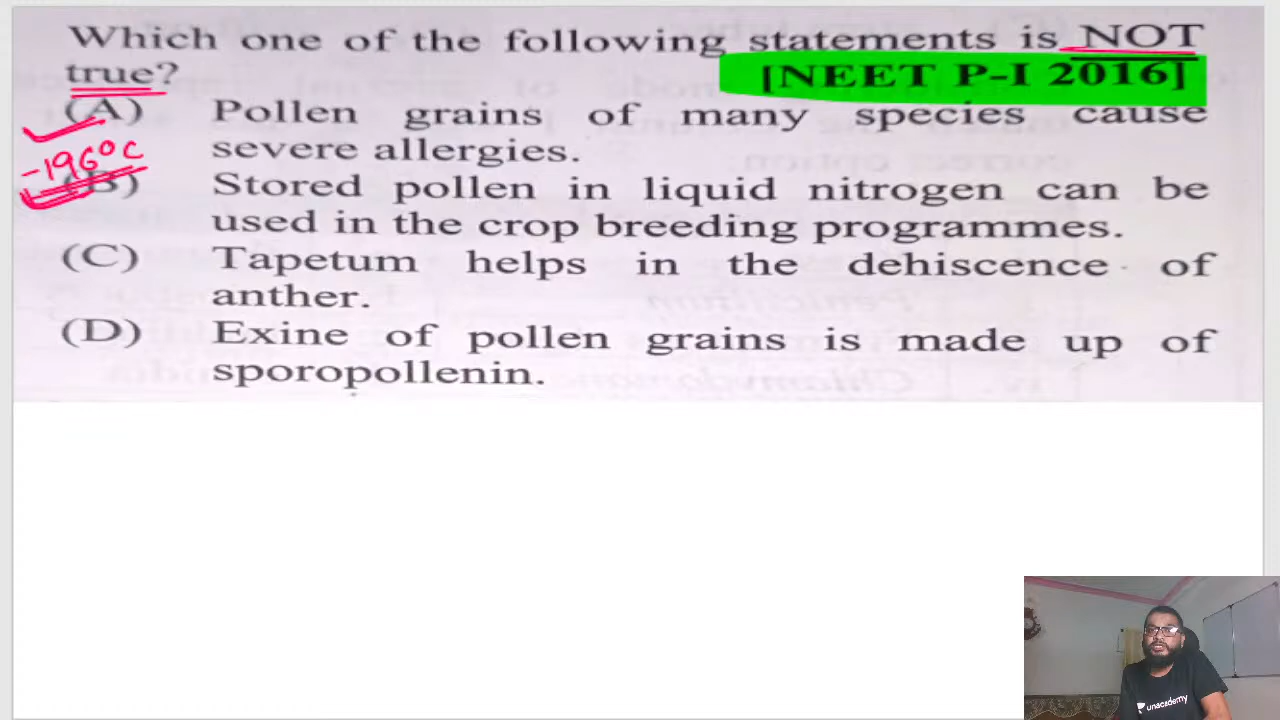 Which one of the following statements is NOT
true? [NEET P-I 2016]
(A) Pollen grains of many species cause
severe allergies.
-196°C
(B) Stored pollen in liquid nitrogen can be
used in the crop breeding programmes.
(C) Tapetum helps in the dehiscence of
anther.
(D) Exine of pollen grains is made up of
sporopollenin.
unacademy